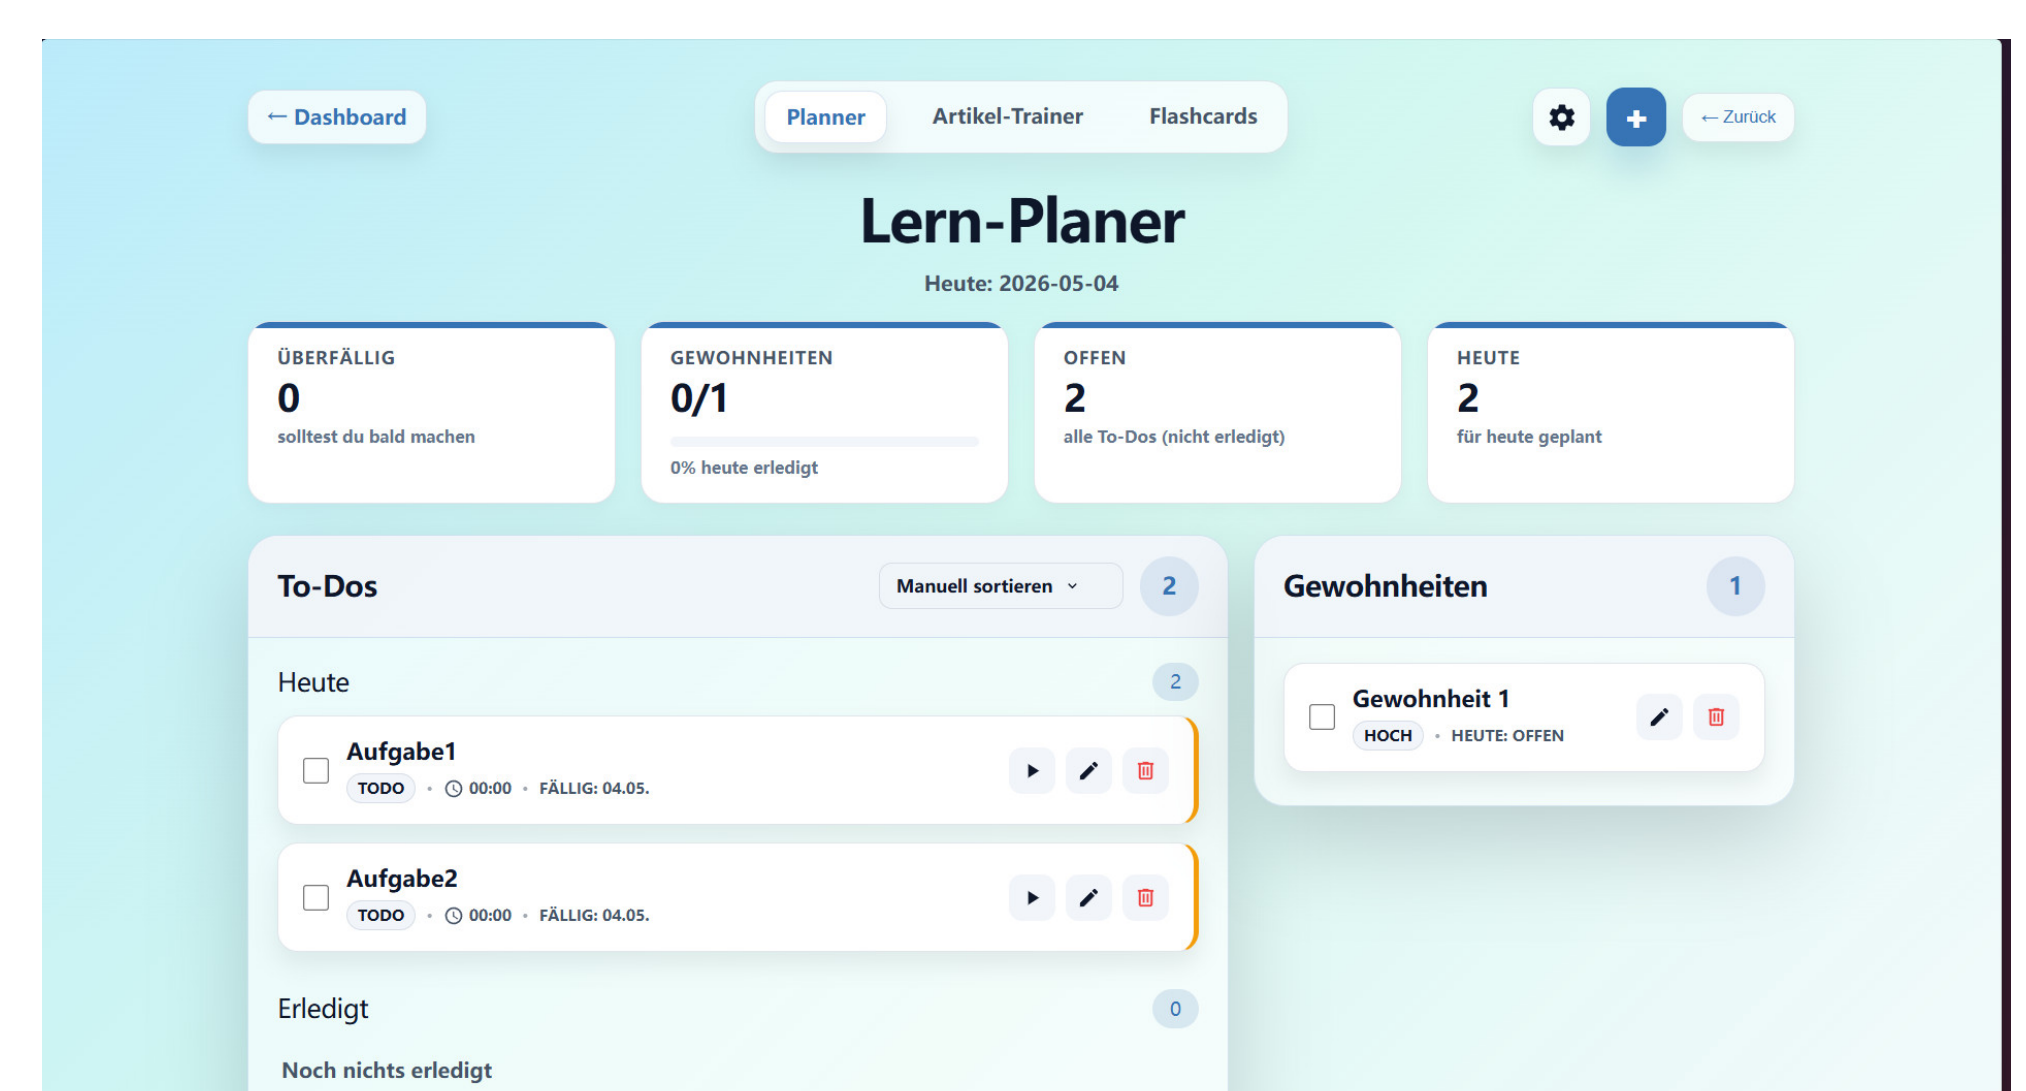 ← Dashboard
Planner
Artikel-Trainer
Flashcards
← Zurück
Lern-Planer
Heute: 2026-05-04
ÜBERFÄLLIG
0
solltest du bald machen
GEWOHNHEITEN
0/1
0% heute erledigt
OFFEN
2
alle To-Dos (nicht erledigt)
HEUTE
2
für heute geplant
To-Dos
Manuell sortieren
2
Heute
2
Aufgabe1
TODO • 00:00 • FÄLLIG: 04.05.
Aufgabe2
TODO • 00:00 • FÄLLIG: 04.05.
Erledigt
0
Noch nichts erledigt
Gewohnheiten
1
Gewohnheit 1
HOCH • HEUTE: OFFEN